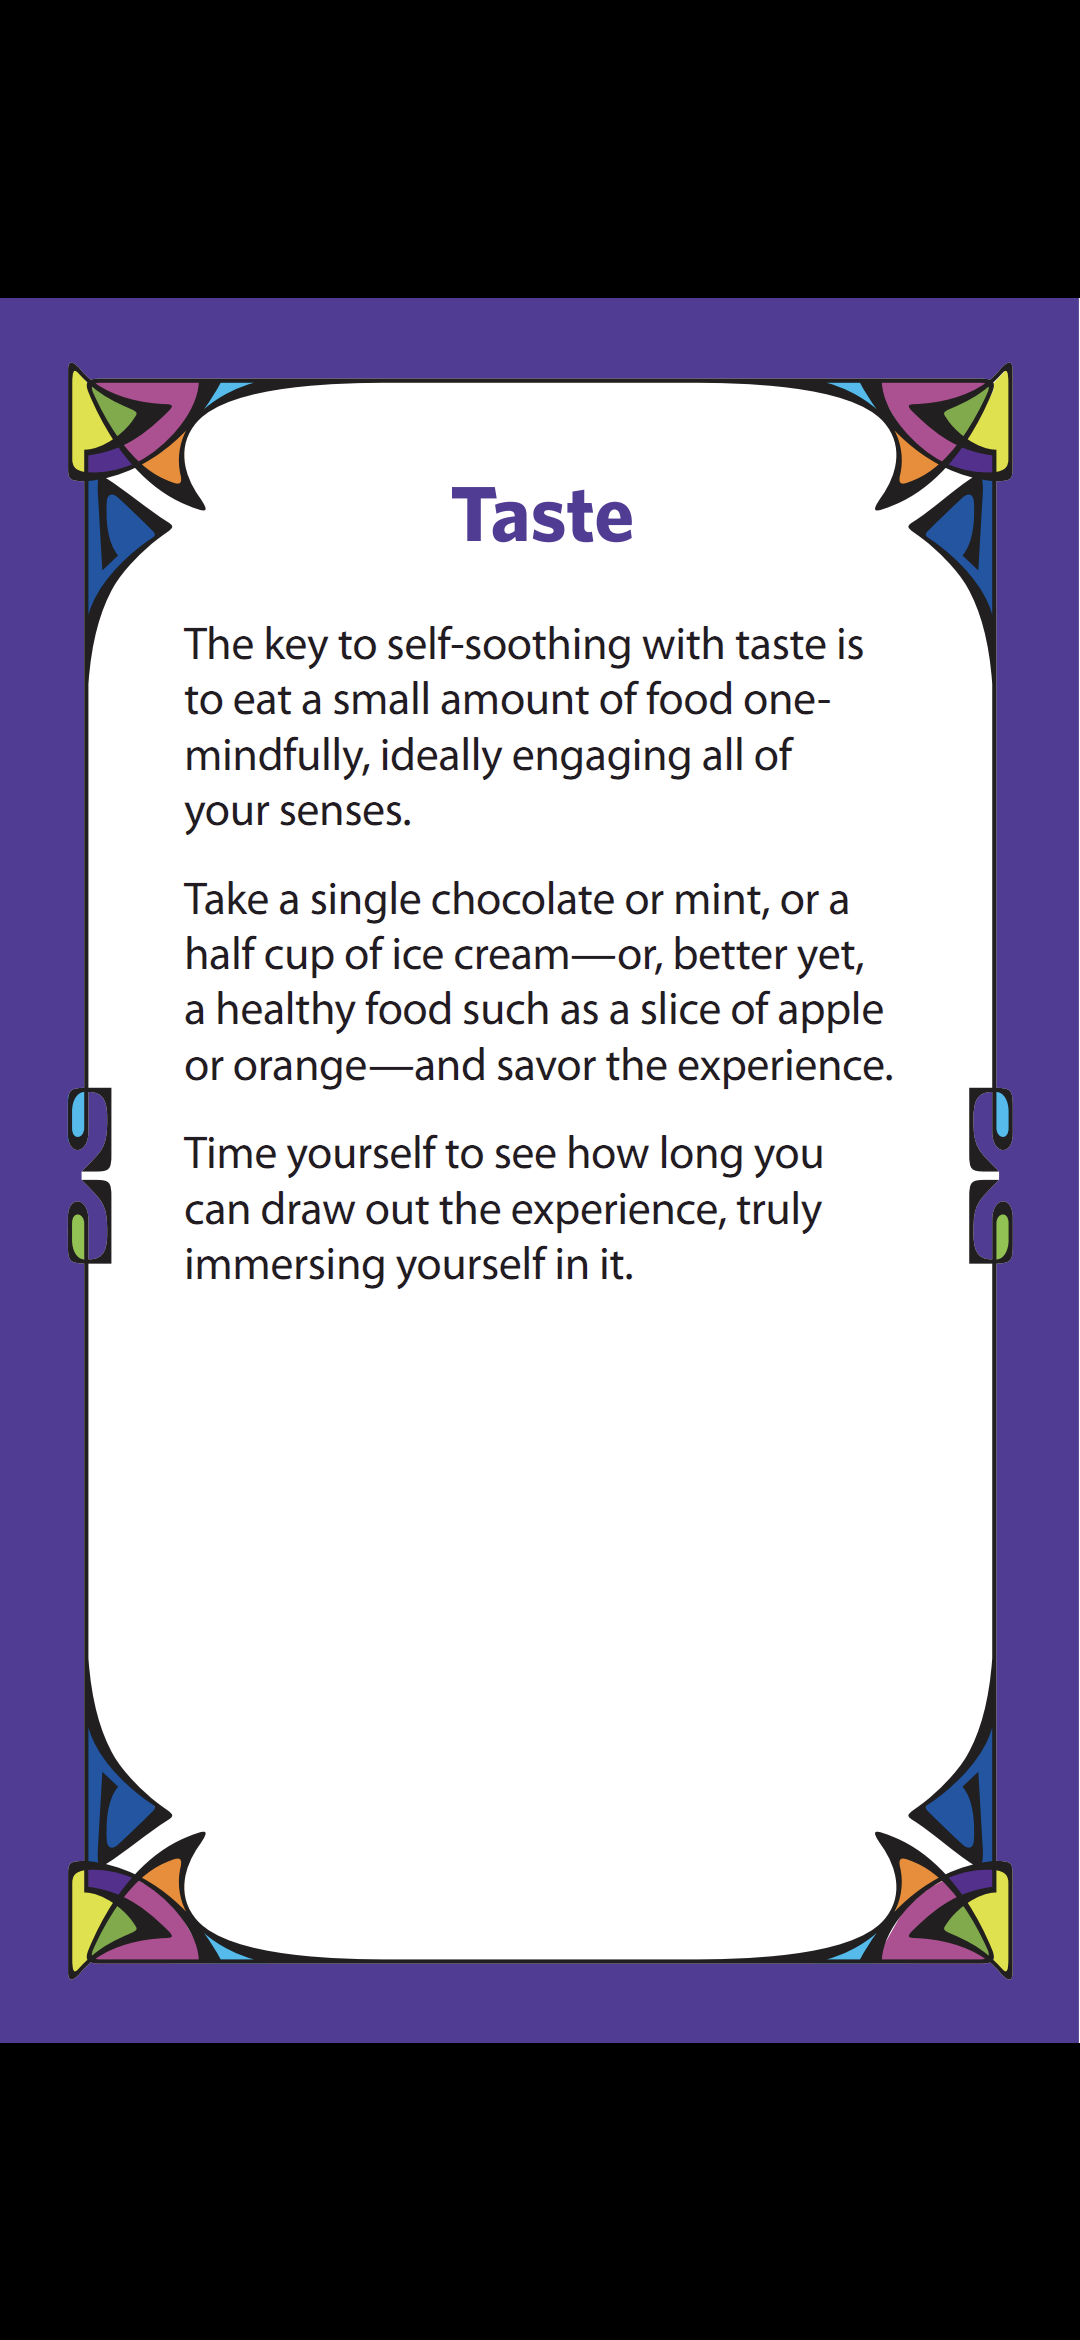 Taste
The key to self-soothing with taste is
to eat a small amount of food one-
mindfully, ideally engaging all of
your senses.
Take a single chocolate or mint, or a
half cup of ice cream—or, better yet,
a healthy food such as a slice of apple
or orange—and savor the experience.
Time yourself to see how long you
can draw out the experience, truly
immersing yourself in it.